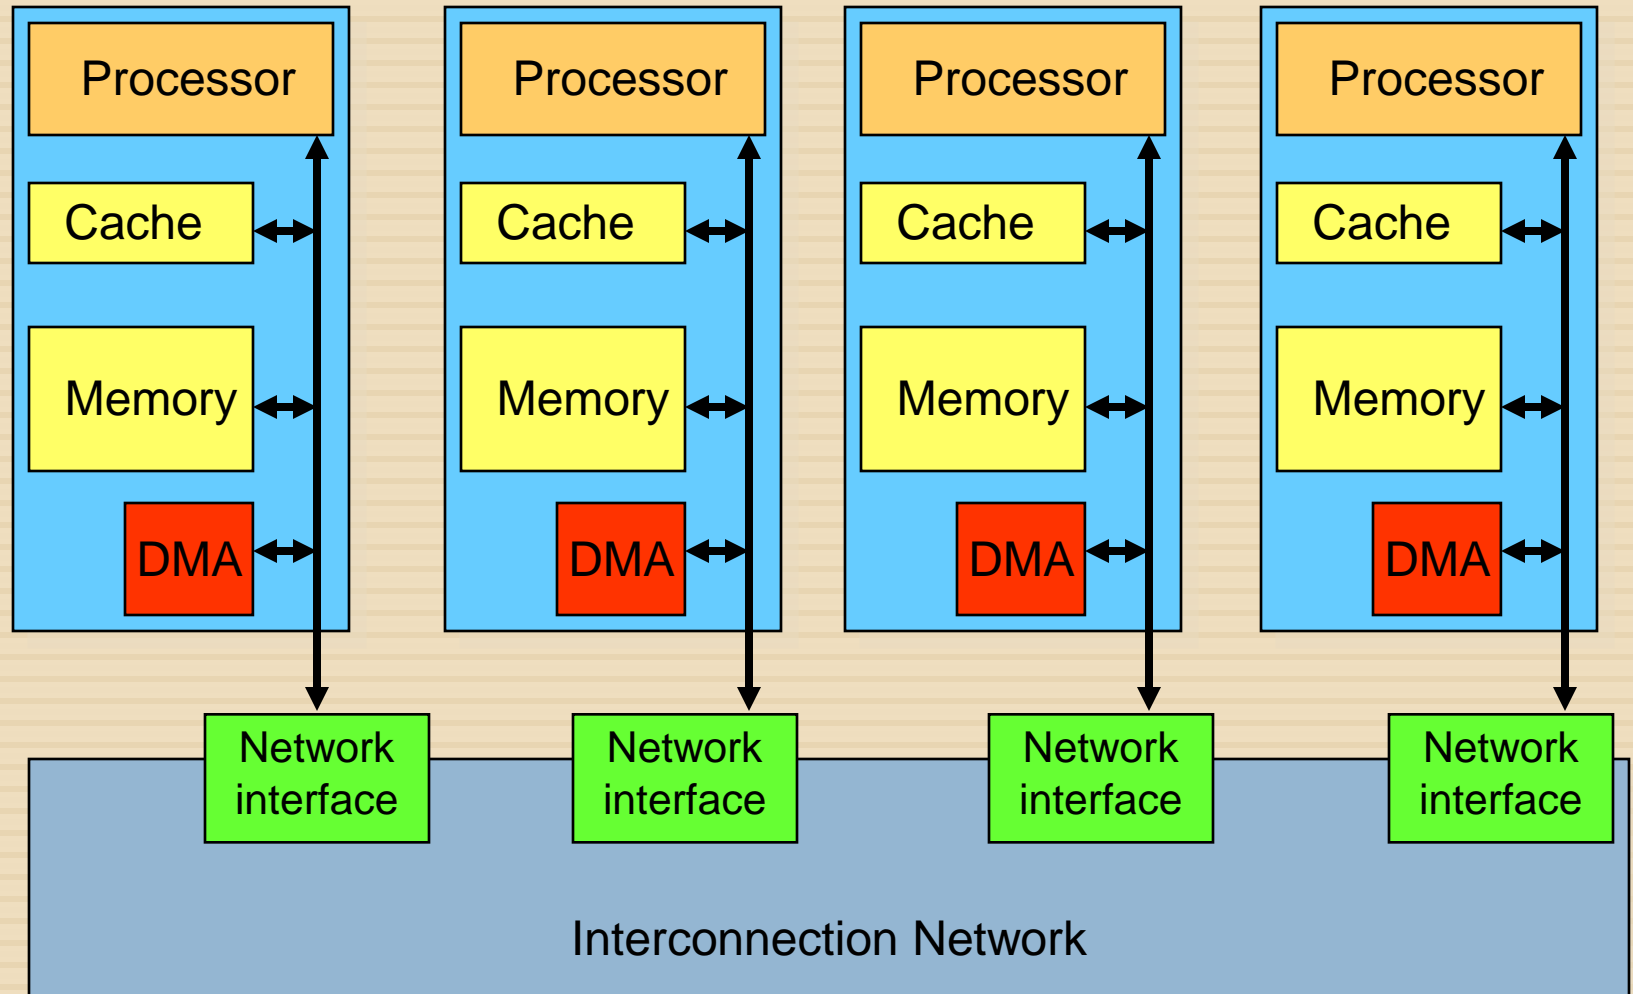 Processor
Processor
Processor
Processor
Cache
Cache
Cache
Cache
Memory
Memory
Memory
Memory
DMA
DMA
DMA
DMA
Network
interface
Network
interface
Network
interface
Network
interface
Interconnection Network